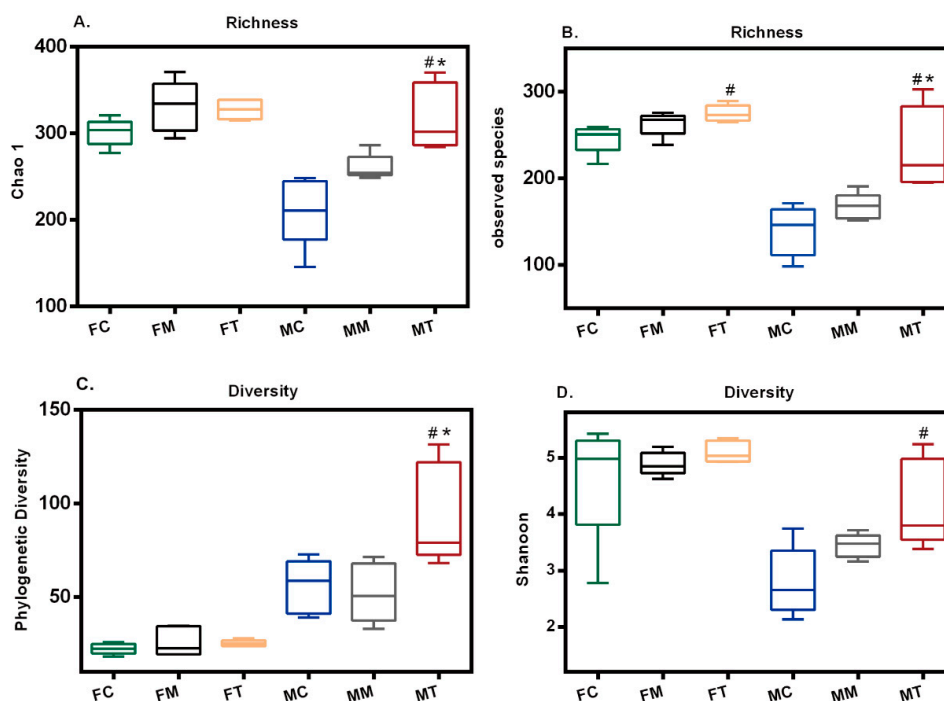 A.
Richness
400
300
200
100
Chao 1
# *
FC
FM
FT
MC
MM
MT
B.
Richness
300
200
100
observed species
#
# *
FC
FM
FT
MC
MM
MT
C.
Diversity
150
100
50
Phylogenetic Diversity
# *
FC
FM
FT
MC
MM
MT
D.
Diversity
5
4
3
2
Shanoon
#
FC
FM
FT
MC
MM
MT